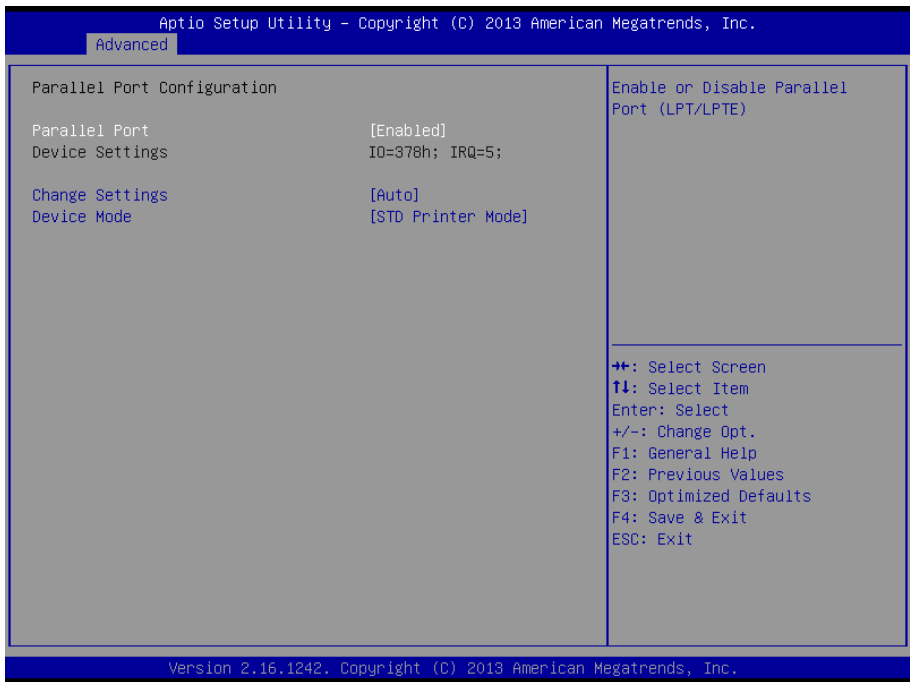 Aptio Setup Utility – Copyright (C) 2013 American Megatrends, Inc.
Advanced
Parallel Port Configuration
Parallel Port [Enabled]
Device Settings IO=378h; IRQ=5;
Change Settings [Auto]
Device Mode [STD Printer Mode]
Enable or Disable Parallel
Port (LPT/LPTE)
→←: Select Screen
↑↓: Select Item
Enter: Select
+/-: Change Opt.
F1: General Help
F2: Previous Values
F3: Optimized Defaults
F4: Save & Exit
ESC: Exit
Version 2.16.1242. Copyright (C) 2013 American Megatrends, Inc.